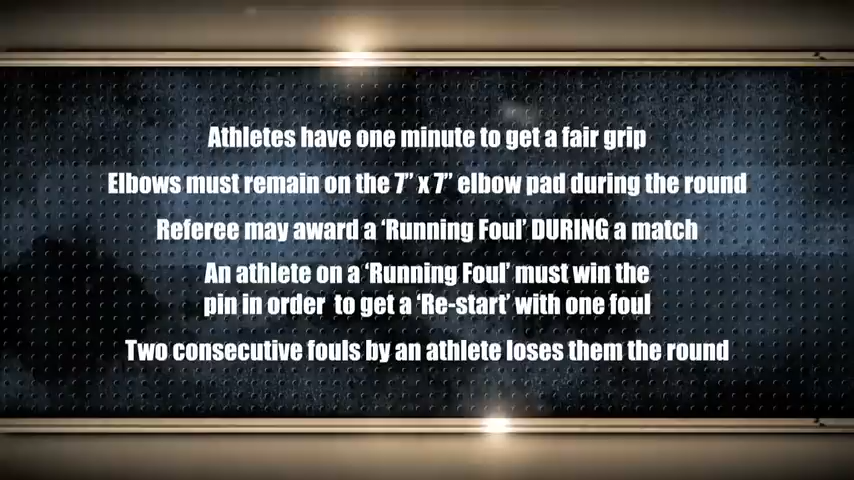 Athletes have one minute to get a fair grip
Elbows must remain on the 7” x 7” elbow pad during the round
Referee may award a ‘Running Foul’ DURING a match
An athlete on a ‘Running Foul’ must win the
pin in order to get a ‘Re-start’ with one foul
Two consecutive fouls by an athlete loses them the round